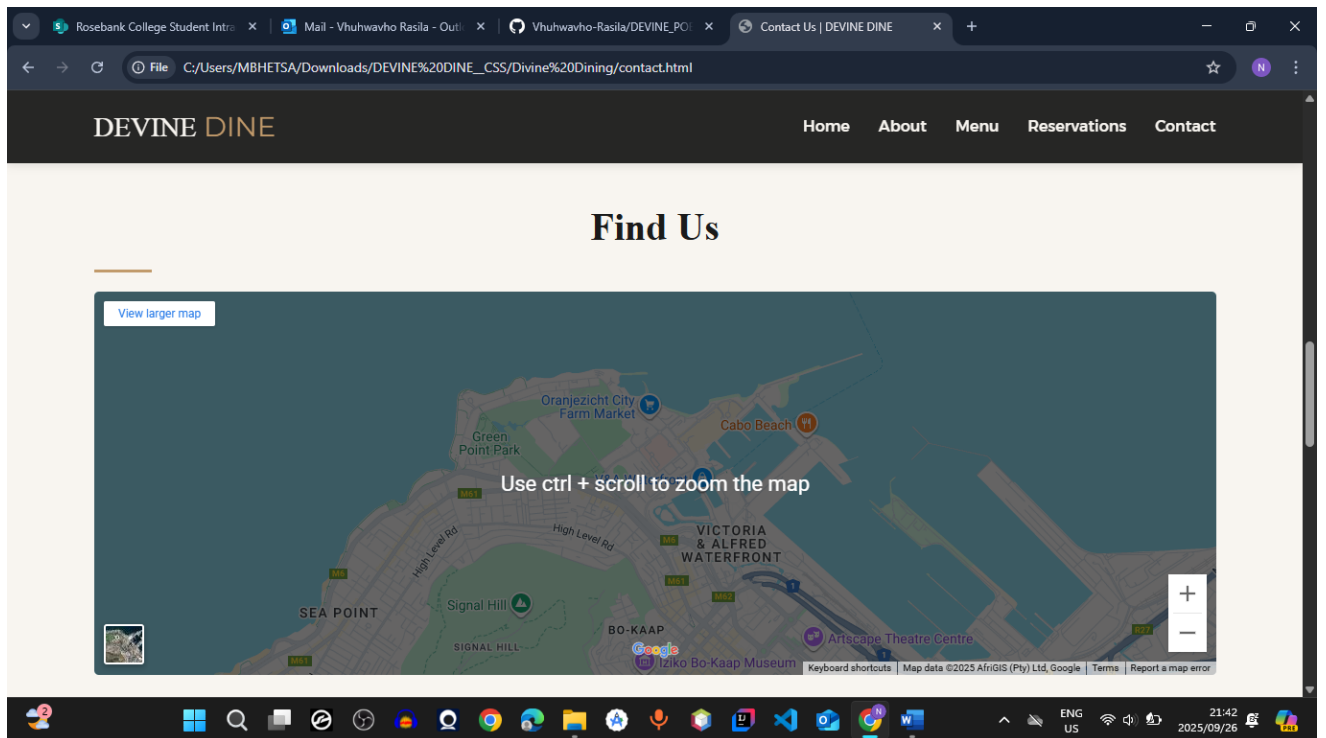 Rosebank College Student Intra
Mail - Vhuhwavho Rasila - Outl
Vhuhwavho-Rasila/DEVINE_PO
Contact Us | DEVINE DINE
File C:/Users/MBHETSA/Downloads/DEVINE%20DINE__CSS/Divine%20Dining/contact.html
N
DEVINE DINE
Home About Menu Reservations Contact
Find Us
View larger map
Oranjezicht City
Farm Market
Cabo Beach
Green
Point Park
M61
Use ctrl + scroll to zoom the map
High Level Rd
High Level Rd
M6
VICTORIA
& ALFRED
WATERFRONT
M6
M61
1
M62
Signal Hill
SEA POINT
BO-KAAP
R27
Artscape Theatre Centre
SIGNAL HILL
Google
1
M61
Iziko Bo-Kaap Museum
Keyboard shortcuts Map data ©2025 AfriGIS (Pty) Ltd, Google Terms Report a map error
2
N
ENG
US
21:42
2025/09/26
PRE